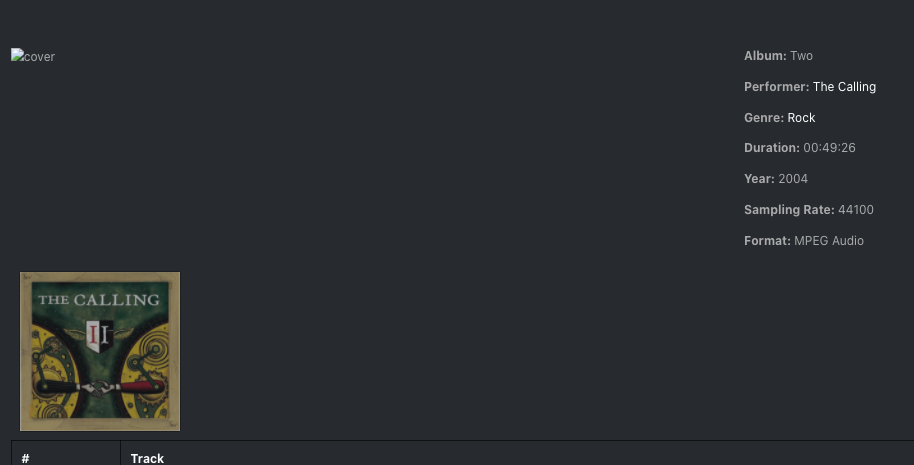 cover
Album: Two
Performer: The Calling
Genre: Rock
Duration: 00:49:26
Year: 2004
Sampling Rate: 44100
Format: MPEG Audio
THE CALLING
II
# Track